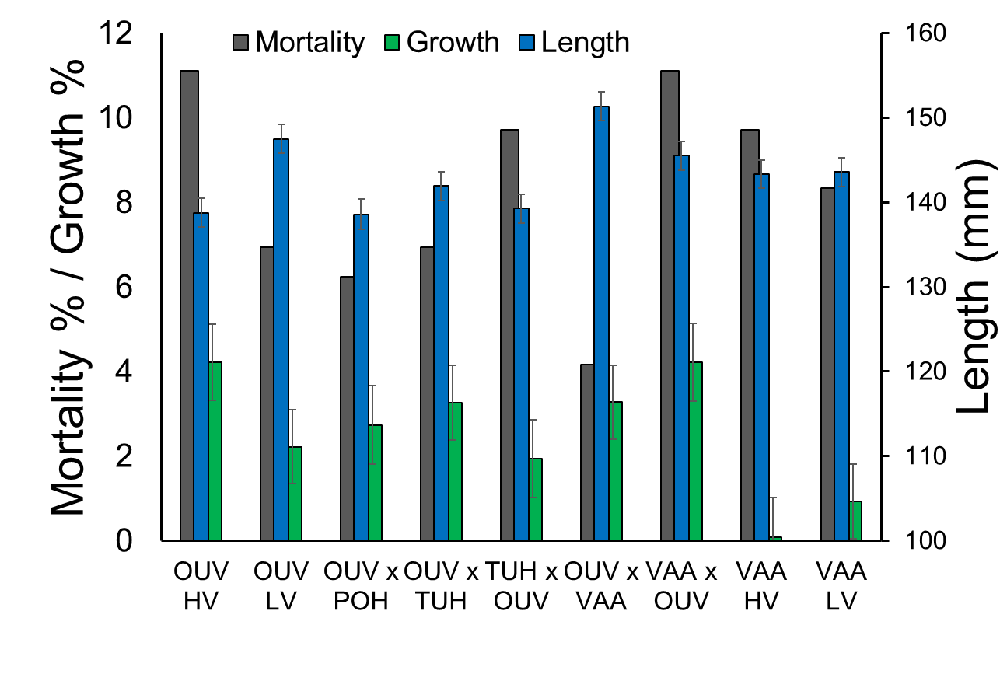 Mortality Growth Length
Mortality % / Growth %
12
10
8
6
4
2
0
160
150
140
130
120
110
100
Length (mm)
OUV OUV OUV x OUV x TUH x OUV x VAA x VAA VAA
HV LV POH TUH OUV VAA OUV HV LV